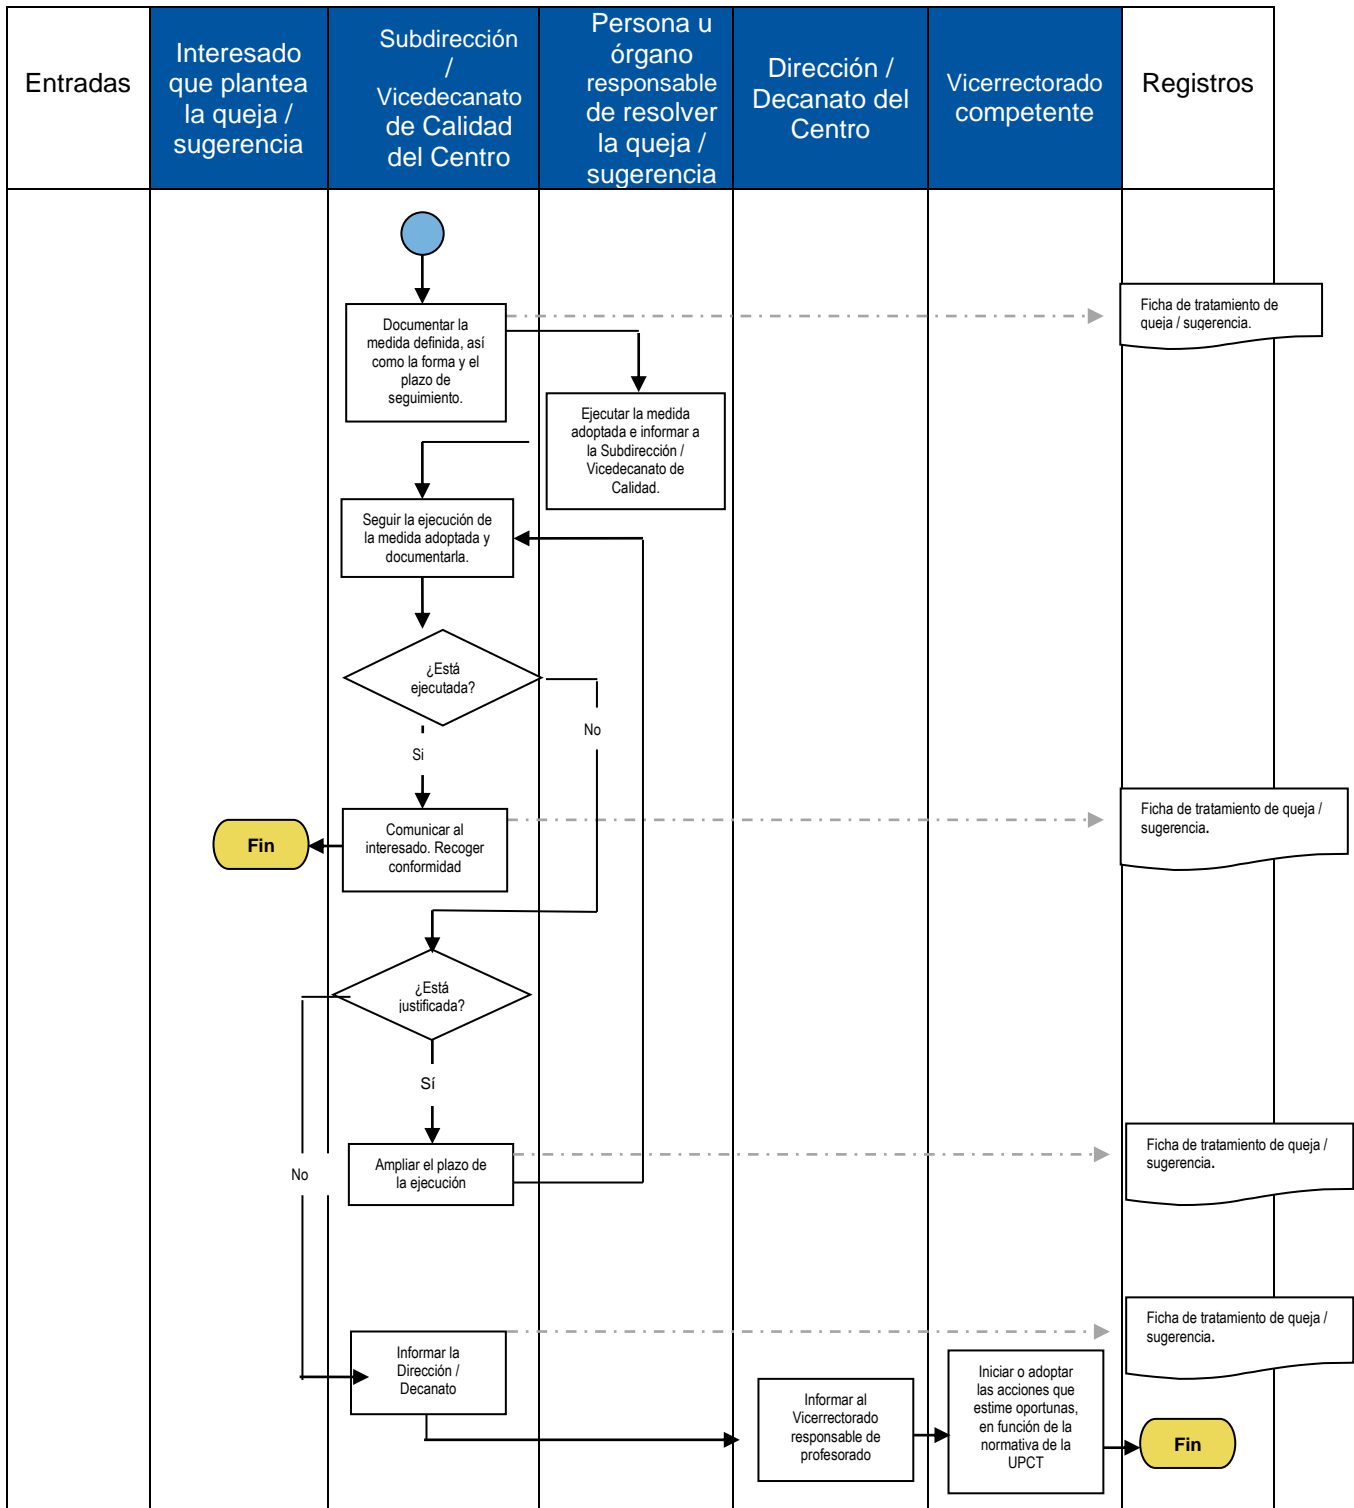 Entradas
Interesado
que plantea
la queja /
sugerencia
Subdirección
/
Vicedecanato
de Calidad
del Centro
Persona u
órgano
responsable
de resolver
la queja /
sugerencia
Dirección /
Decanato del
Centro
Vicerrectorado
competente
Registros
Documentar la
medida definida, así
como la forma y el
plazo de
seguimiento.
Ficha de tratamiento de
queja / sugerencia.
Ejecutar la medida
adoptada e informar a
la Subdirección /
Vicedecanato de
Calidad.
Seguir la ejecución de
la medida adoptada y
documentarla.
¿Está
ejecutada?
No
Si
Comunicar al
interesado. Recoger
conformidad
Fin
Ficha de tratamiento de queja /
sugerencia.
¿Está
justificada?
Sí
No
Ampliar el plazo de
la ejecución
Ficha de tratamiento de queja /
sugerencia.
Informar la
Dirección /
Decanato
Ficha de tratamiento de queja /
sugerencia.
Informar al
Vicerrectorado
responsable de
profesorado
Iniciar o adoptar
las acciones que
estime oportunas,
en función de la
normativa de la
UPCT
Fin